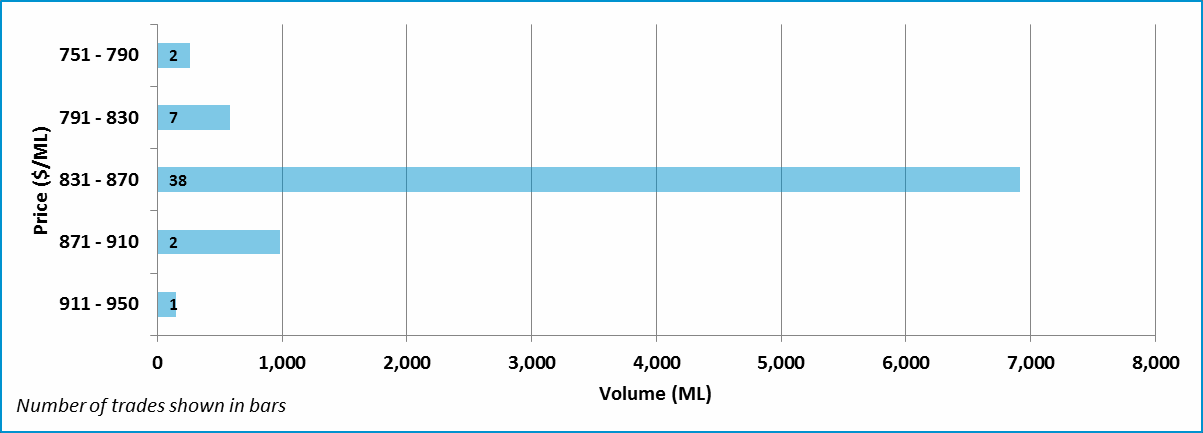 Price ($/ML)
751 - 790
2
791 - 830
7
831 - 870
38
871 - 910
2
911 - 950
1
0 1,000 2,000 3,000 4,000 5,000 6,000 7,000 8,000
Volume (ML)
Number of trades shown in bars